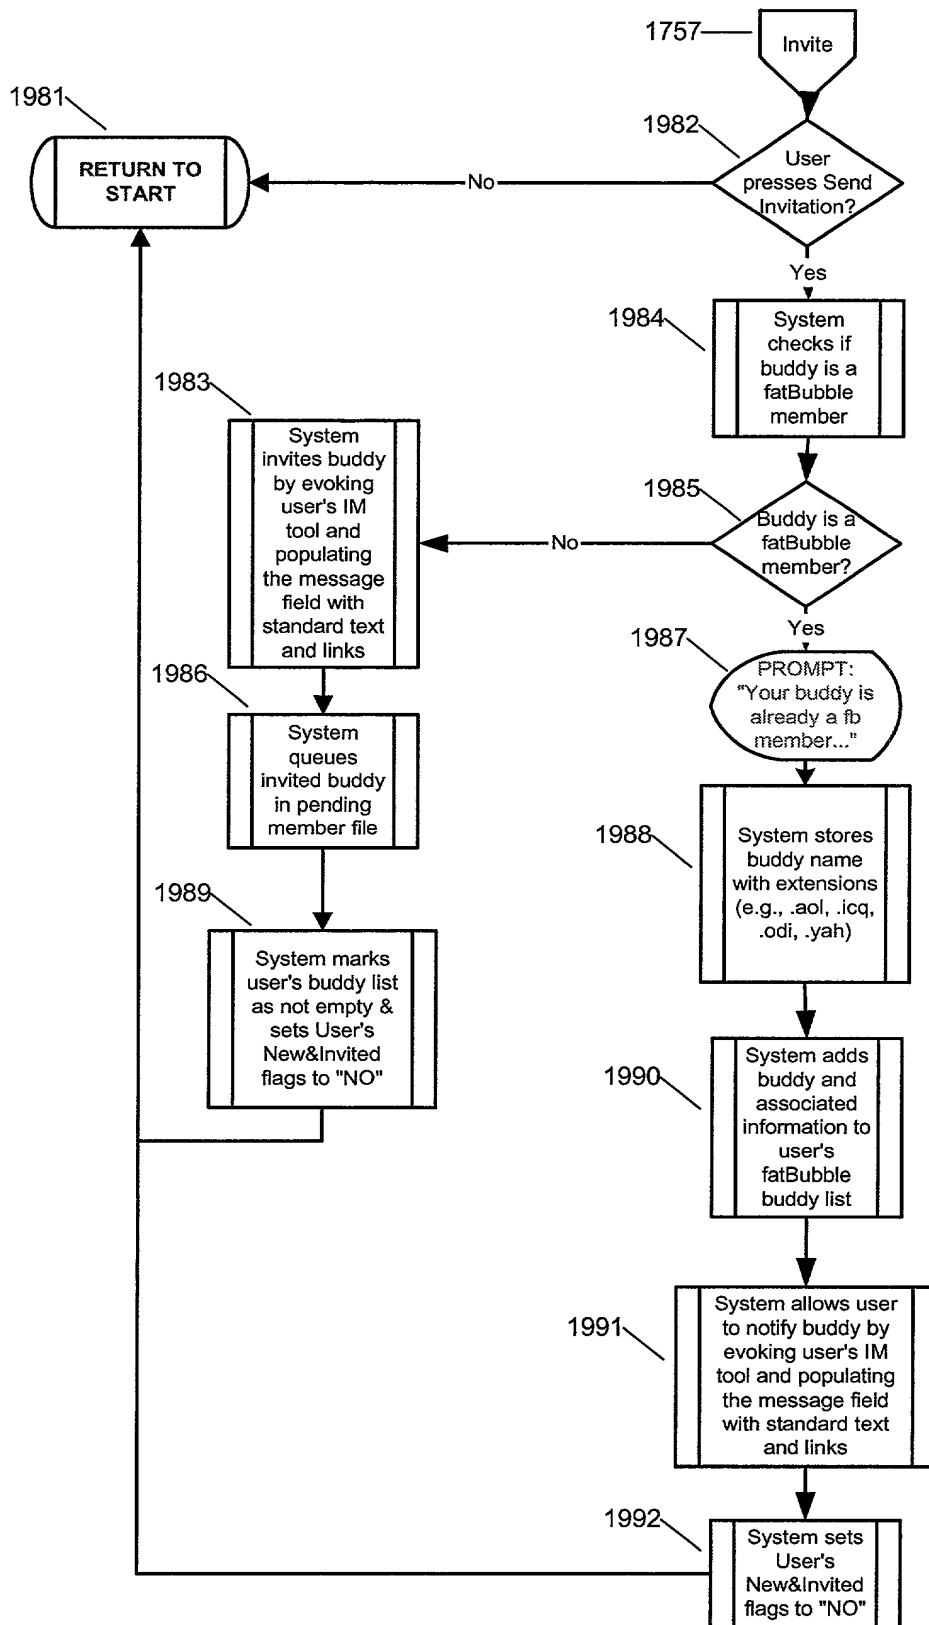 1757
Invite
1981
RETURN TO
START
1982
User
presses Send
Invitation?
No
Yes
1984
System
checks if
buddy is a
fatBubble
member
1983
System
invites buddy
by evoking
user's IM
tool and
populating
the message
field with
standard text
and links
1985
Buddy is a
fatBubble
member?
No
Yes
1987
PROMPT:
"Your buddy is
already a fb
member..."
1986
System
queues
invited buddy
in pending
member file
1988
System stores
buddy name
with extensions
(e.g., .aol, .icq,
.odi, .yah)
1989
System marks
user's buddy list
as not empty &
sets User's
New&Invited
flags to "NO"
1990
System adds
buddy and
associated
information to
user's
fatBubble
buddy list
1991
System allows user
to notify buddy by
evoking user's IM
tool and populating
the message field
with standard text
and links
1992
System sets
User's
New&Invited
flags to "NO"